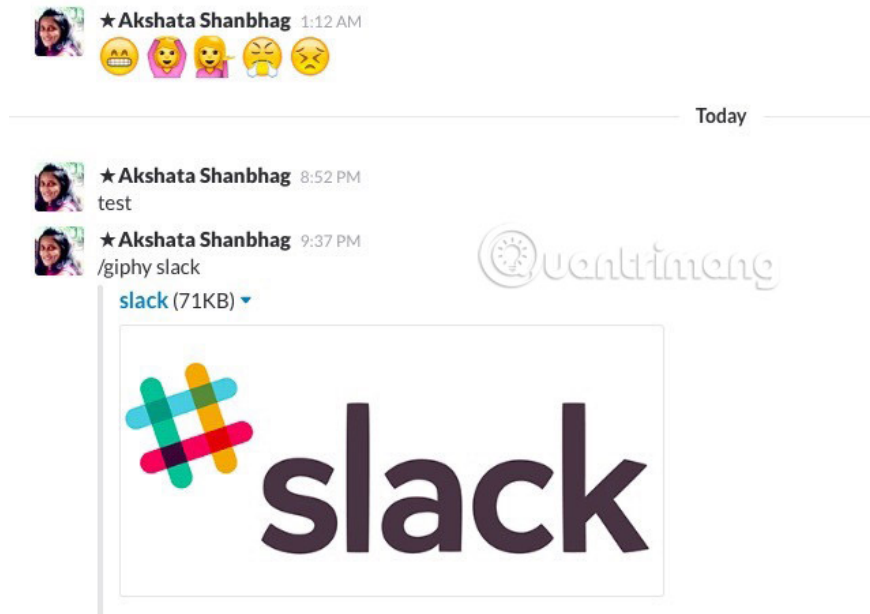 ★Akshata Shanbhag 1:12 AM
😁🙆💁😤😣
Today
★Akshata Shanbhag 8:52 PM
test
★Akshata Shanbhag 9:37 PM
Quantrimang
/giphy slack
slack (71KB) ▾
slack